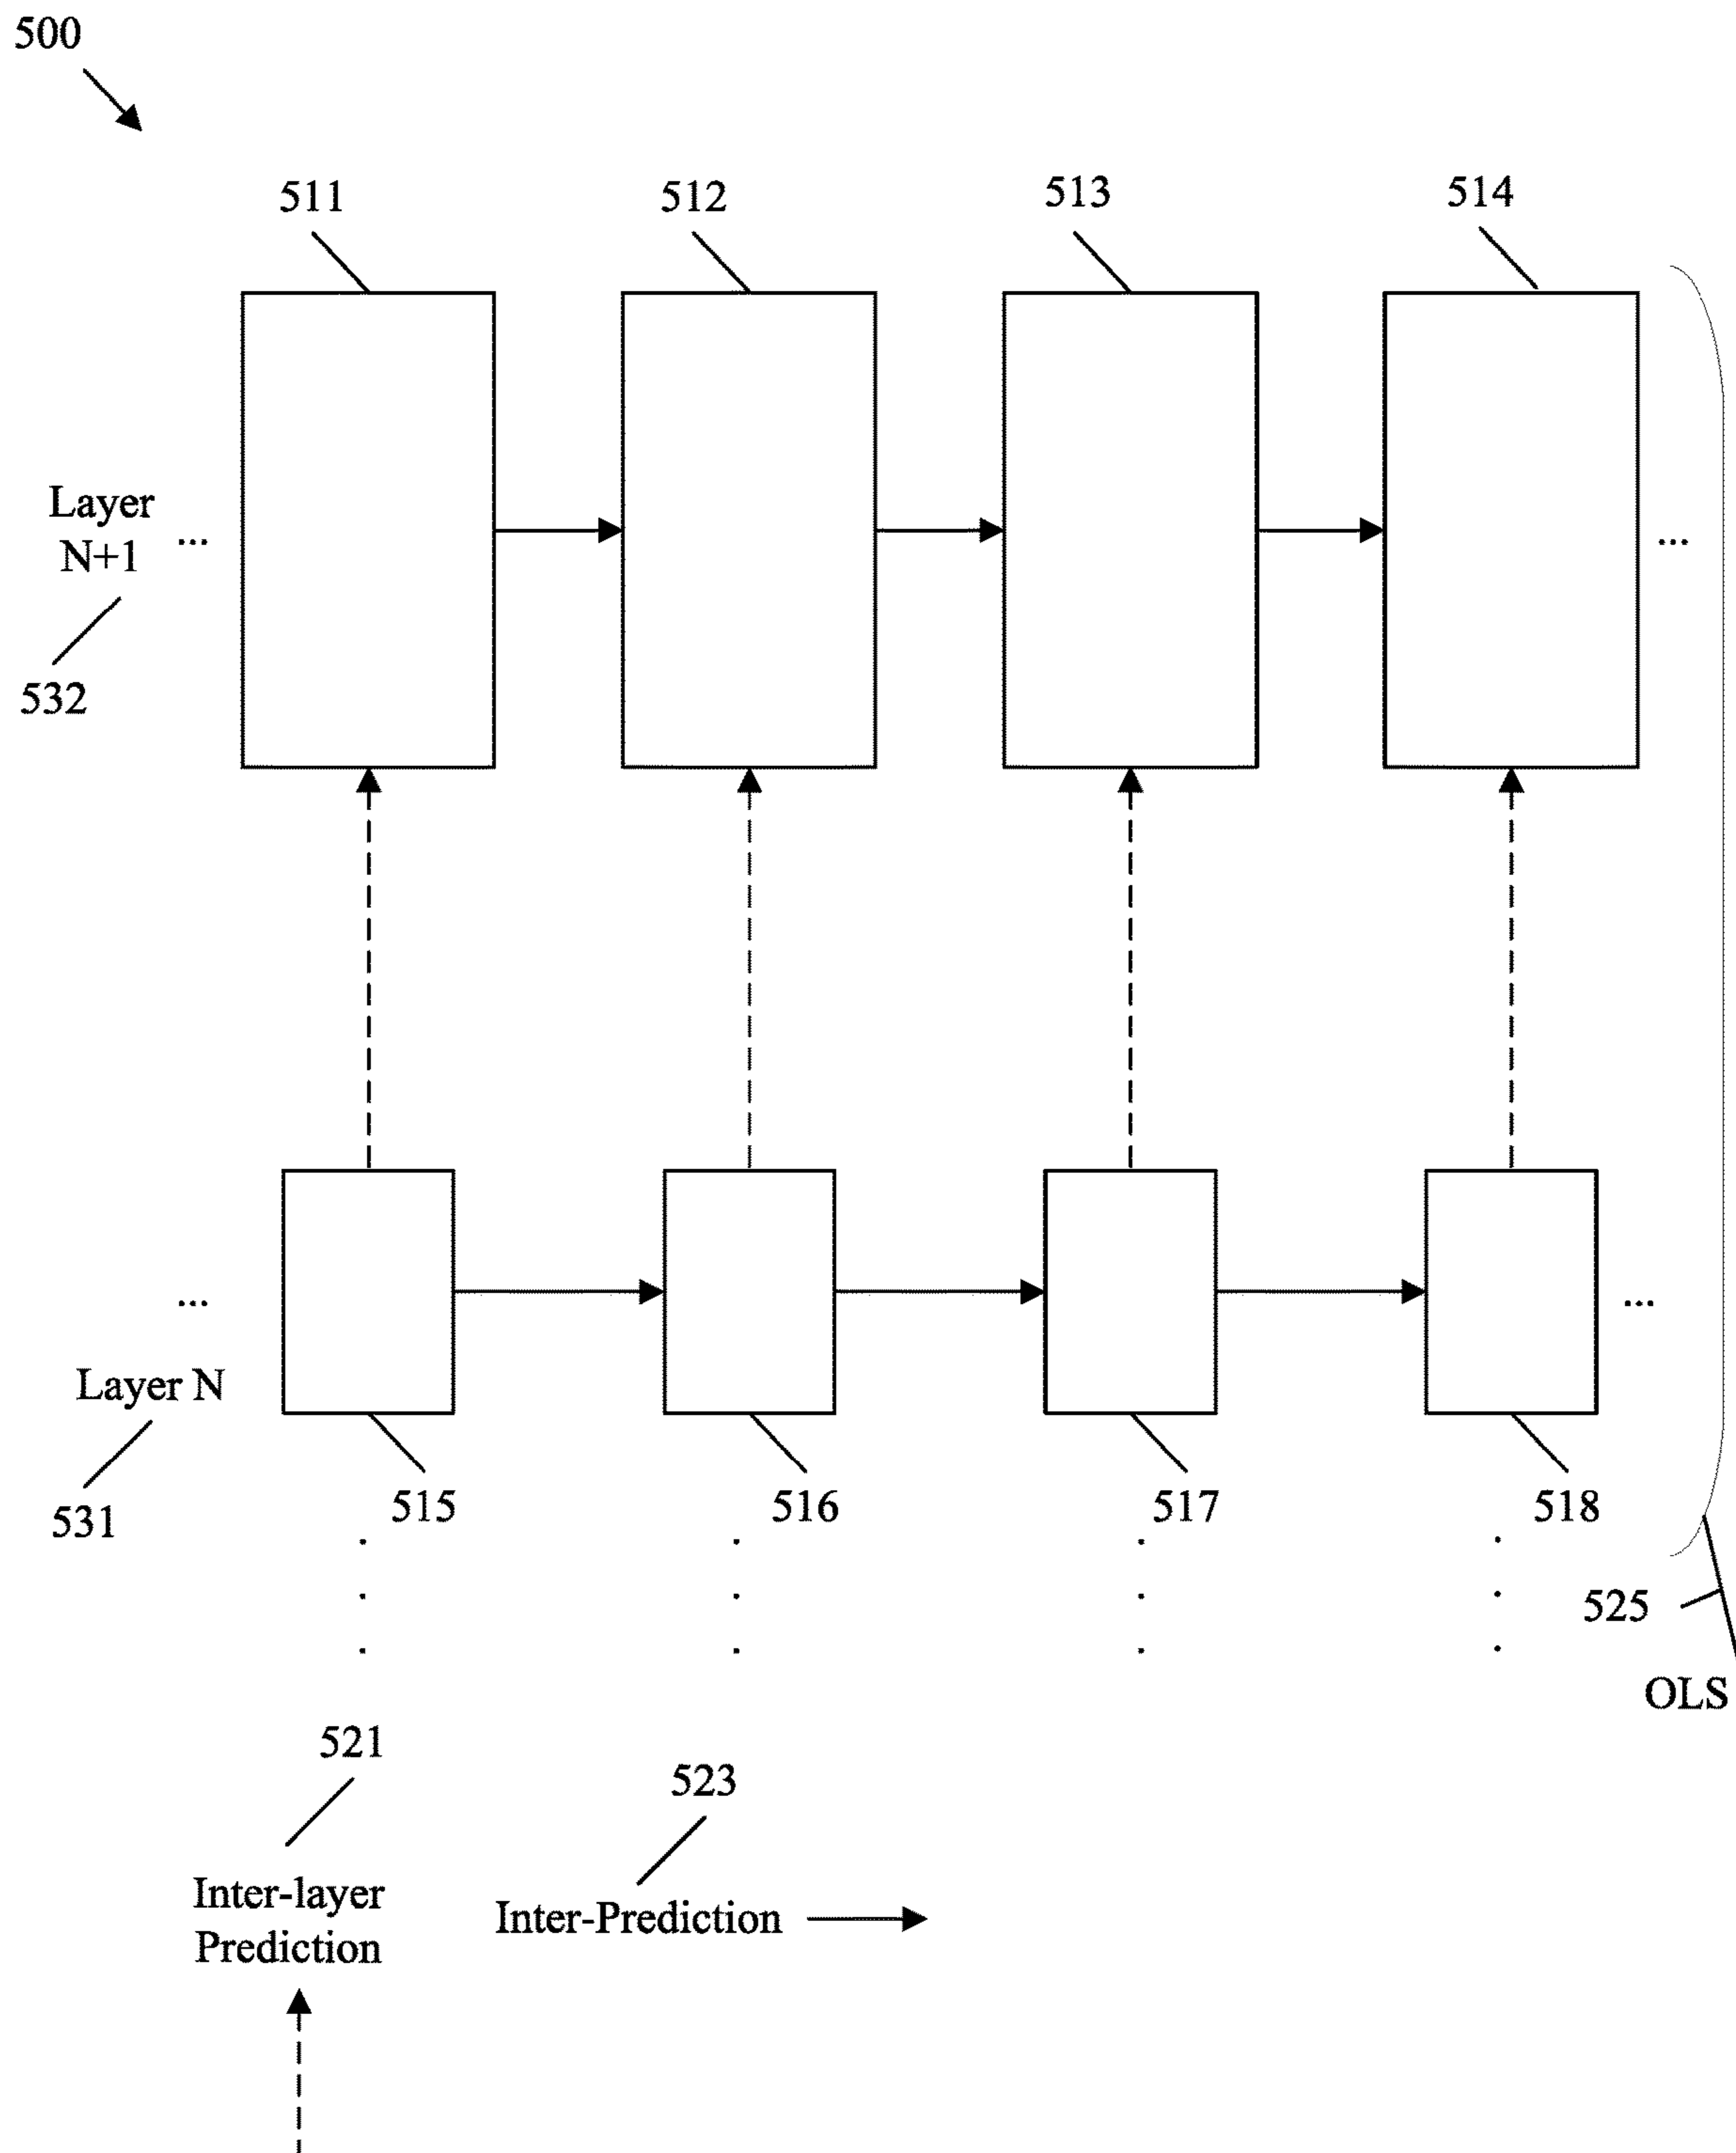 500
511
512
513
514
Layer
N+1
...
...
532
...
...
Layer N
531
515
516
517
518
525
OLS
521
523
Inter-layer
Prediction
Inter-Prediction